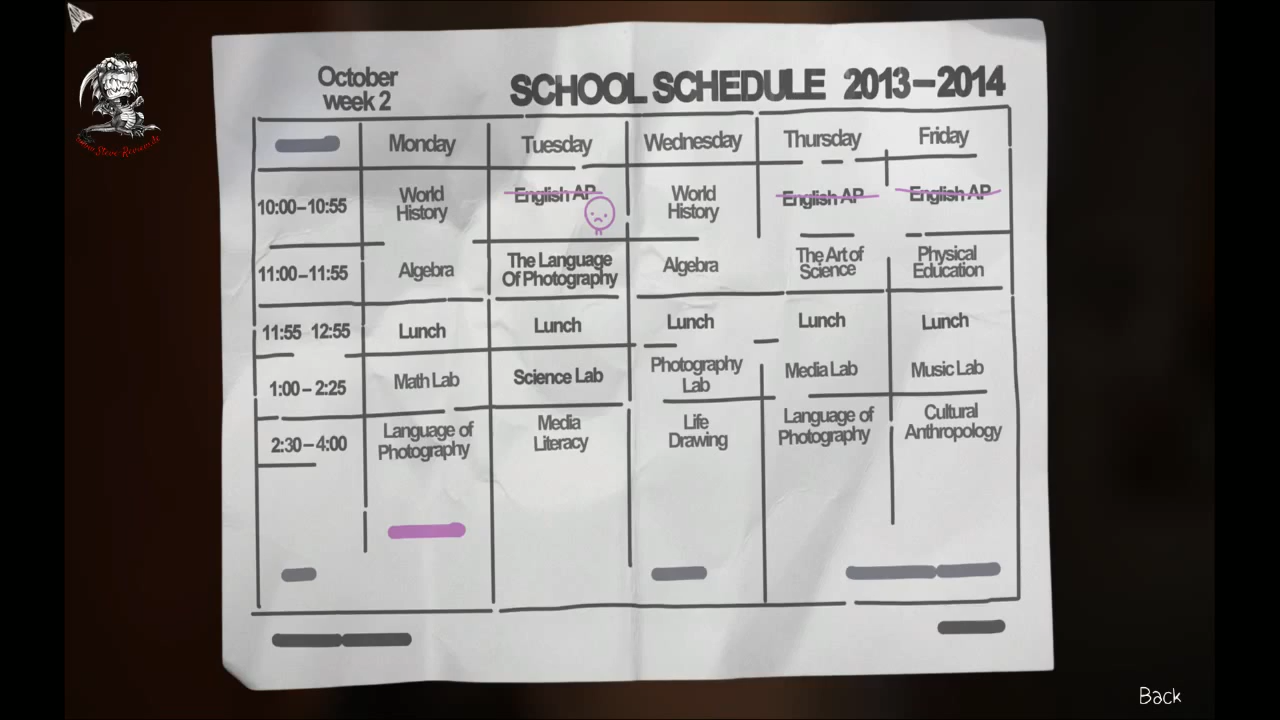 October
week 2
SCHOOL SCHEDULE 2013-2014
Monday Tuesday Wednesday Thursday Friday
10:00-10:55 World History English AP World History English AP English AP
11:00-11:55 Algebra The Language Of Photography Algebra The Art of Science Physical Education
11:55 12:55 Lunch Lunch Lunch Lunch Lunch
1:00-2:25 Math Lab Science Lab Photography Lab Media Lab Music Lab
2:30-4:00 Language of Photography Media Literacy Life Drawing Language of Photography Cultural Anthropology
Back